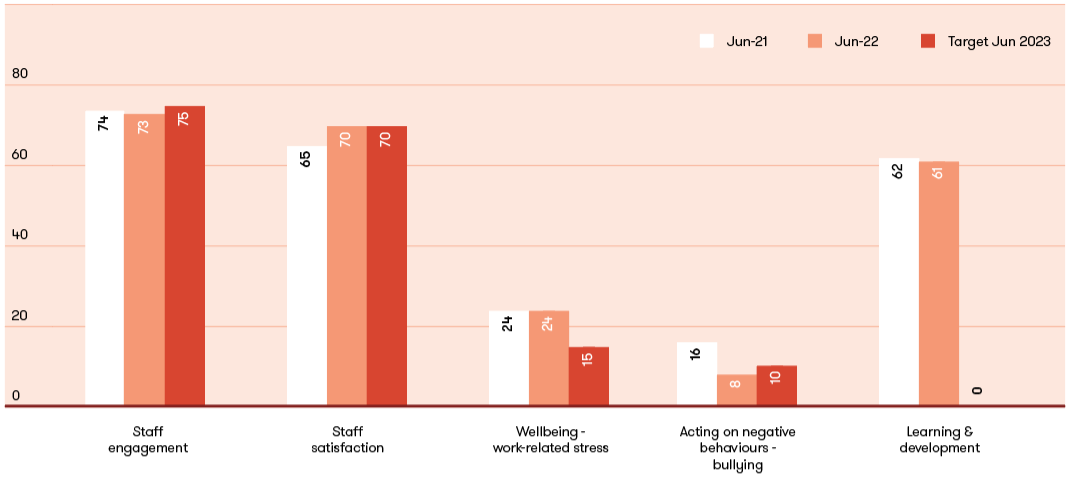 Jun-21 Jun-22 Target Jun 2023
80
60
40
20
0
74 73 75
65 70 70
24 24 15
16 8 10
62 61 0
Staff
engagement
Staff
satisfaction
Wellbeing -
work-related stress
Acting on negative
behaviours -
bullying
Learning &
development